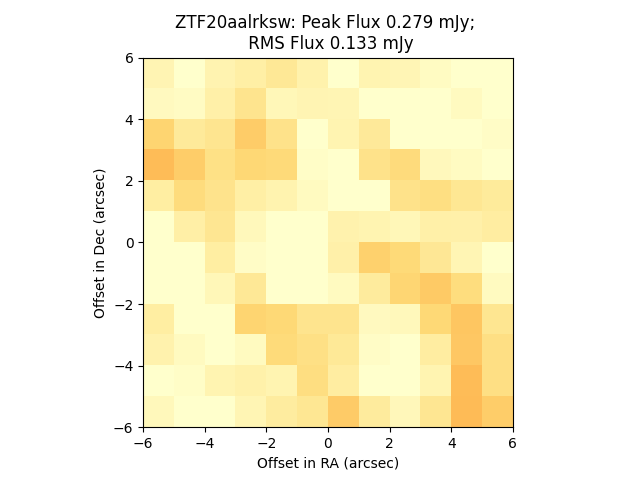 ZTF20aalrksw: Peak Flux 0.279 mJy;
RMS Flux 0.133 mJy
6
4
2
0
−2
−4
−6
Offset in Dec (arcsec)
−6 −4 −2 0 2 4 6
Offset in RA (arcsec)